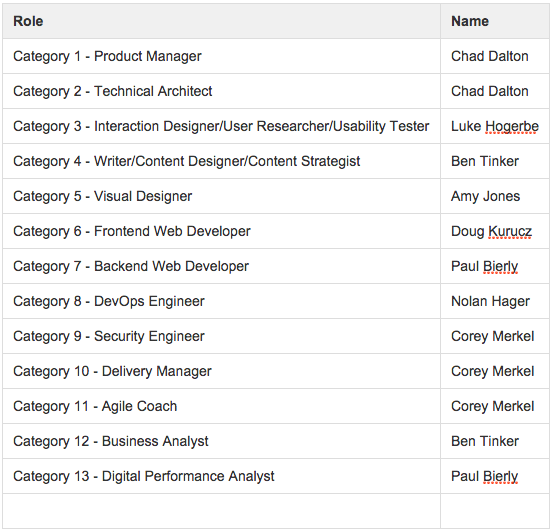 Role Name
Category 1 - Product Manager Chad Dalton
Category 2 - Technical Architect Chad Dalton
Category 3 - Interaction Designer/User Researcher/Usability Tester Luke Hogerbe
Category 4 - Writer/Content Designer/Content Strategist Ben Tinker
Category 5 - Visual Designer Amy Jones
Category 6 - Frontend Web Developer Doug Kurucz
Category 7 - Backend Web Developer Paul Bierly
Category 8 - DevOps Engineer Nolan Hager
Category 9 - Security Engineer Corey Merkel
Category 10 - Delivery Manager Corey Merkel
Category 11 - Agile Coach Corey Merkel
Category 12 - Business Analyst Ben Tinker
Category 13 - Digital Performance Analyst Paul Bierly